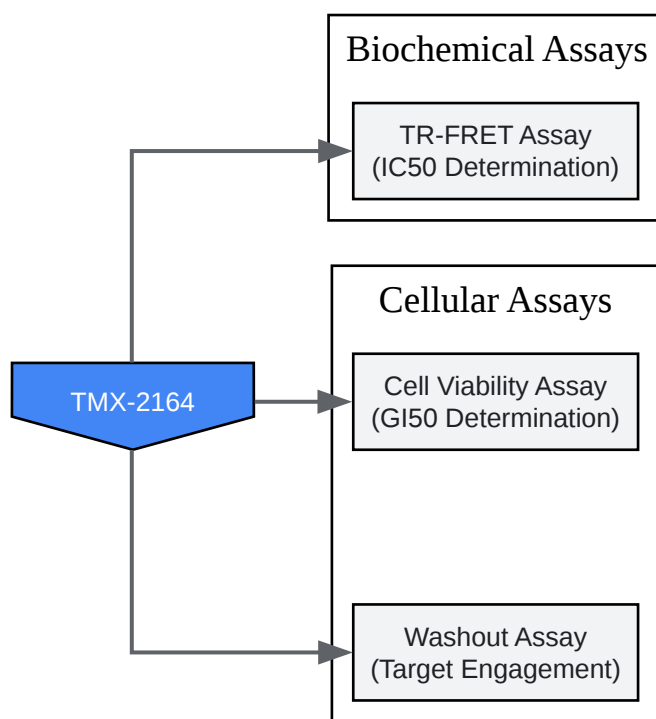 Biochemical Assays
TR-FRET Assay
(IC50 Determination)
Cellular Assays
Cell Viability Assay
(GI50 Determination)
TMX-2164
Washout Assay
(Target Engagement)